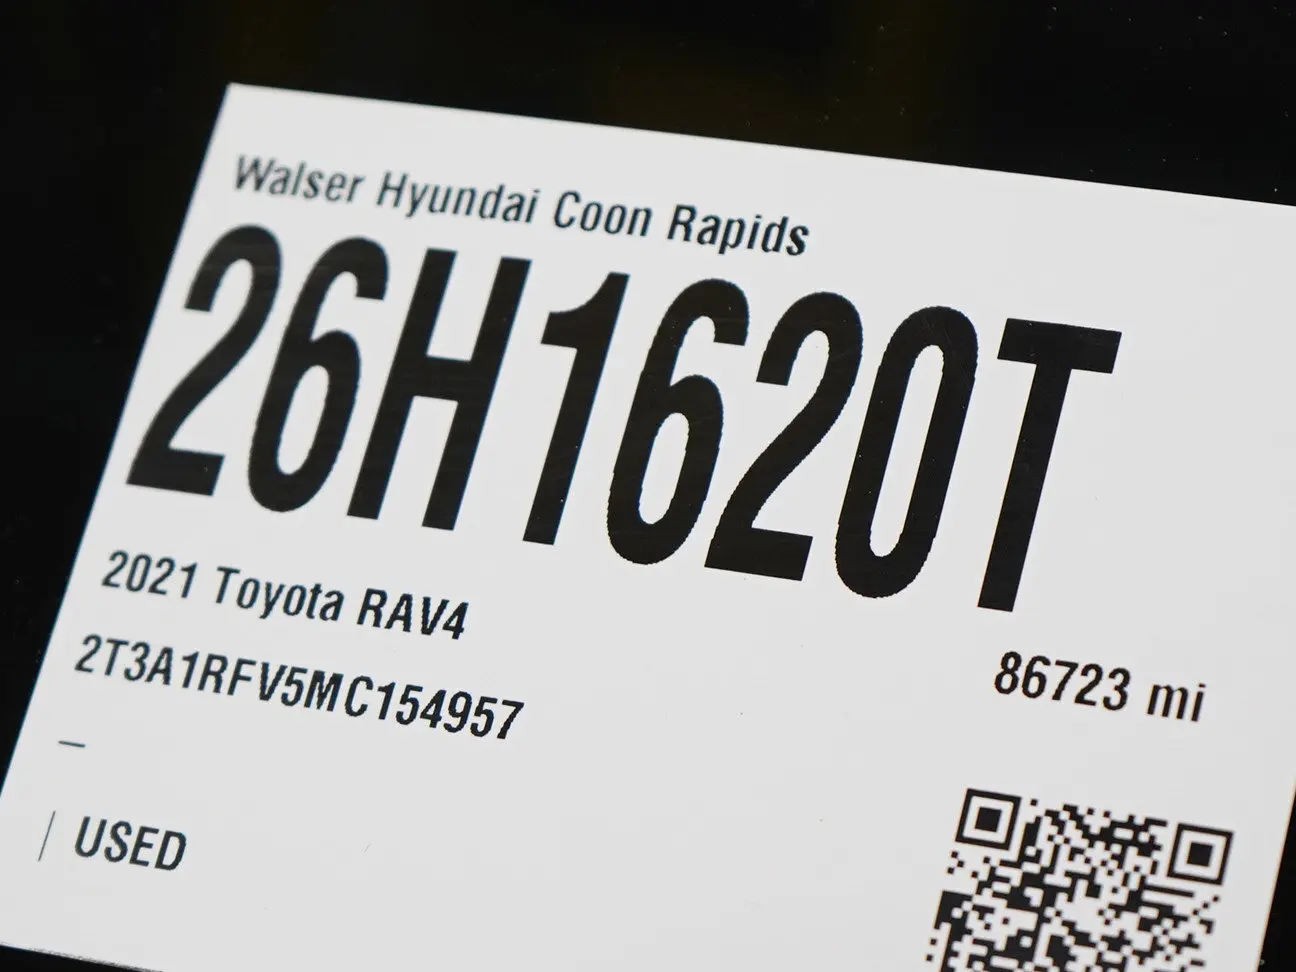 Walser Hyundai Coon Rapids
26H1620T
2021 Toyota RAV4
2T3A1RFV5MC154957
86723 mi
–
| USED